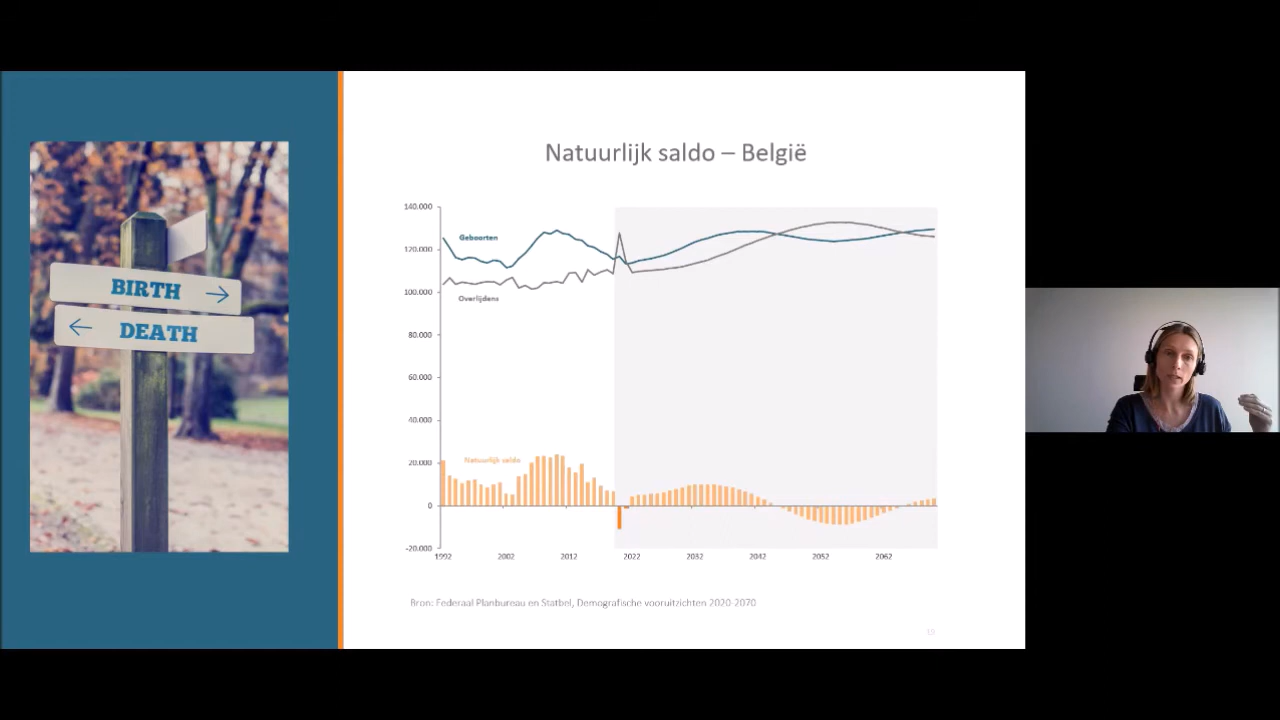 BIRTH
DEATH
Natuurlijk saldo – België
140.000
120.000
100.000
80.000
60.000
40.000
20.000
0
-20.000
Geboorten
Overlijdens
Natuurlijk saldo
1992 2002 2012 2022 2032 2042 2052 2062
Bron: Federaal Planbureau en Statbel, Demografische vooruitzichten 2020-2070
19